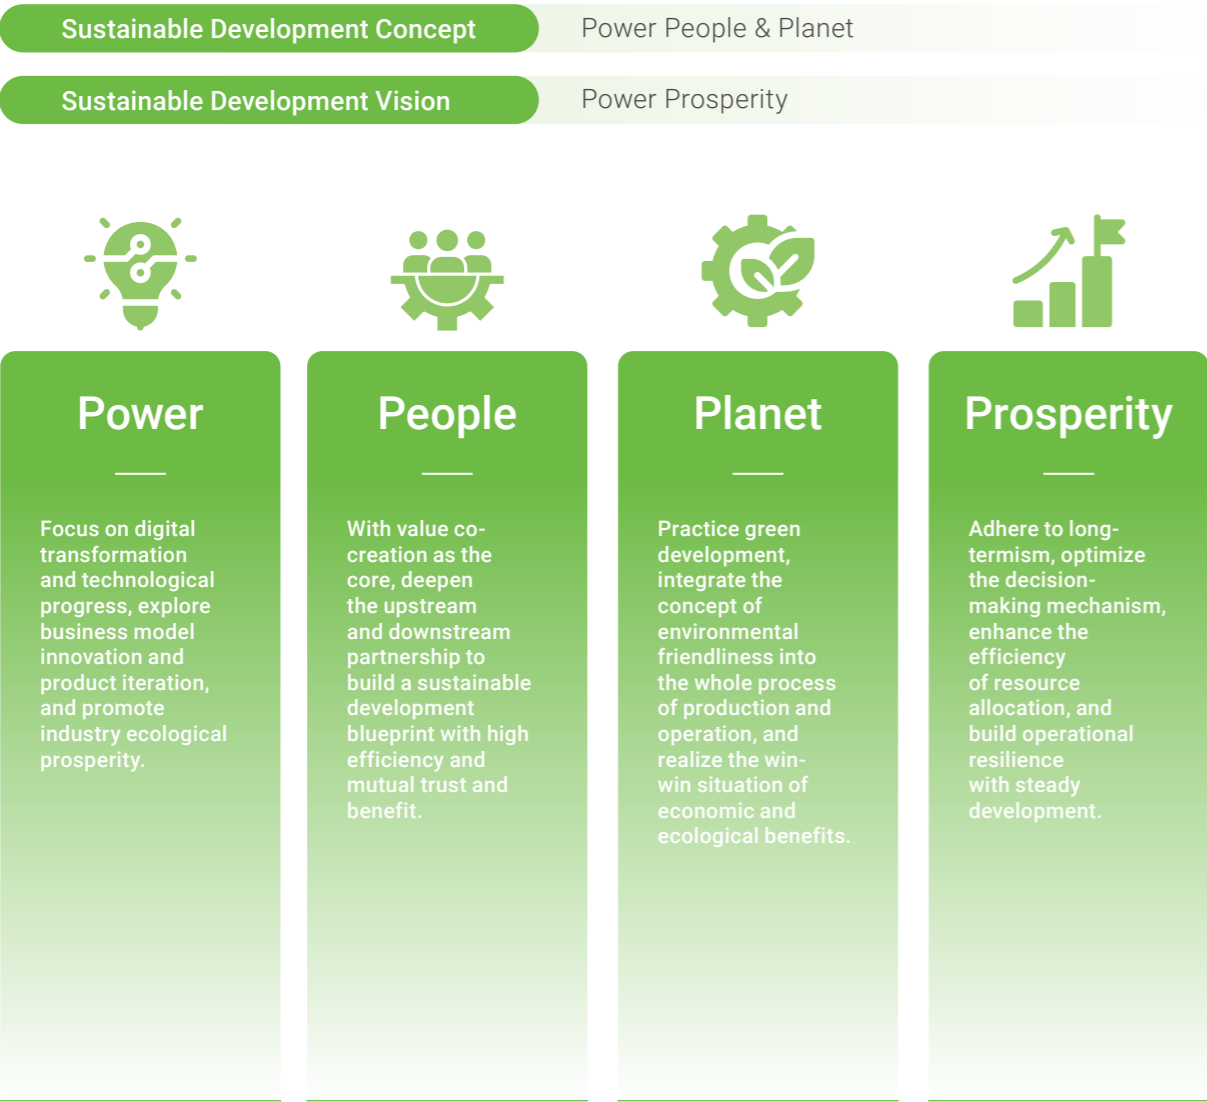 Sustainable Development Concept
Power People & Planet
Sustainable Development Vision
Power Prosperity
Power
Focus on digital
transformation
and technological
progress, explore
business model
innovation and
product iteration,
and promote
industry ecological
prosperity.
People
With value co-
creation as the
core, deepen
the upstream
and downstream
partnership to
build a sustainable
development
blueprint with high
efficiency and
mutual trust and
benefit.
Planet
Practice green
development,
integrate the
concept of
environmental
friendliness into
the whole process
of production and
operation, and
realize the win-
win situation of
economic and
ecological benefits.
Prosperity
Adhere to long-
termism, optimize
the decision-
making mechanism,
enhance the
efficiency
of resource
allocation, and
build operational
resilience
with steady
development.